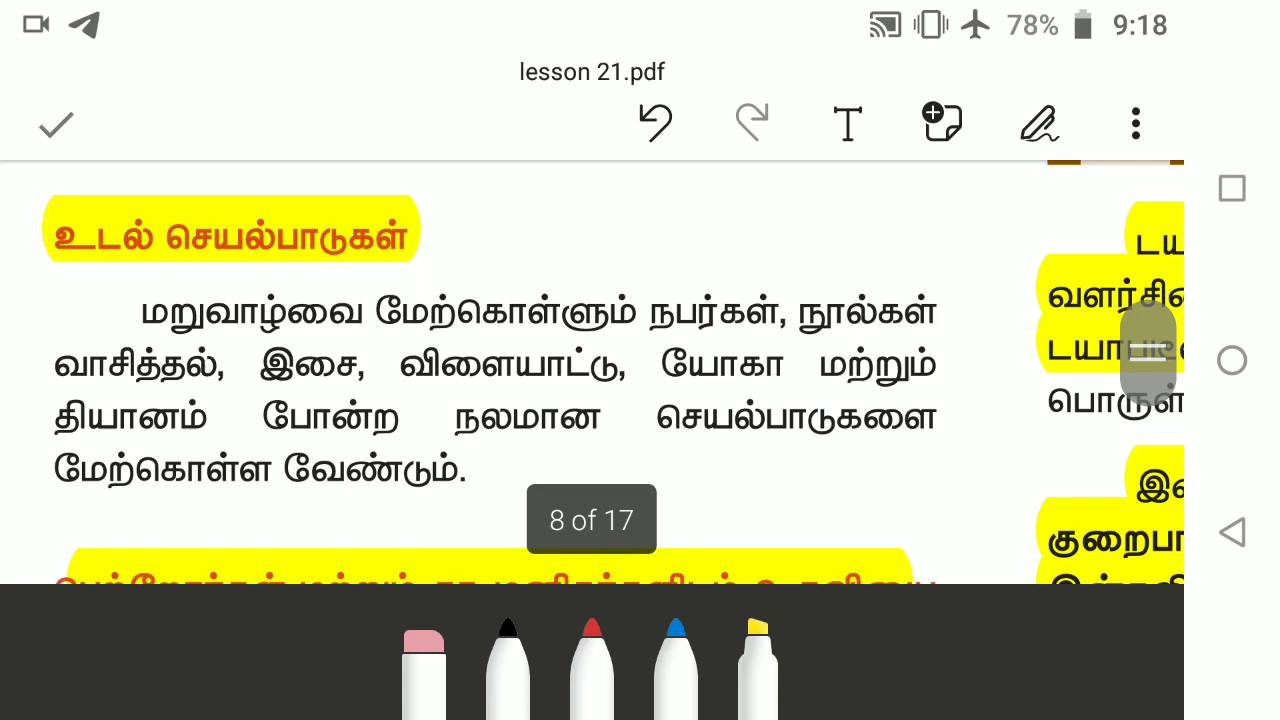 78% 9:18
lesson 21.pdf
உடல் செயல்பாடுகள்
மறுவாழ்வை மேற்கொள்ளும் நபர்கள், நூல்கள்
வாசித்தல், இசை, விளையாட்டு, யோகா மற்றும்
தியானம் போன்ற நலமான செயல்பாடுகளை
மேற்கொள்ள வேண்டும்.
பொருள்
8 of 17